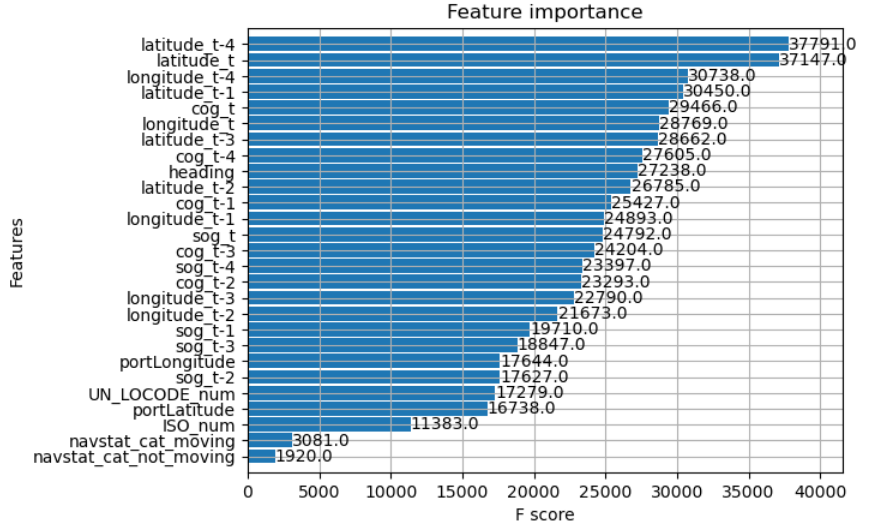 Feature importance
Features
latitude_t-4 37791.0
latitude_t 37147.0
longitude_t-4 30738.0
latitude_t-1 30450.0
cog_t 29466.0
longitude_t 28769.0
latitude_t-3 28662.0
cog_t-4 27605.0
heading 27238.0
latitude_t-2 26785.0
cog_t-1 25427.0
longitude_t-1 24893.0
sog_t 24792.0
cog_t-3 24204.0
sog_t-4 23397.0
cog_t-2 23293.0
longitude_t-3 22790.0
longitude_t-2 21673.0
sog_t-1 19710.0
sog_t-3 18847.0
portLongitude 17644.0
sog_t-2 17627.0
UN_LOCODE_num 17279.0
portLatitude 16738.0
ISO_num 11383.0
navstat_cat_moving 3081.0
navstat_cat_not_moving 1920.0
0 5000 10000 15000 20000 25000 30000 35000 40000
F score